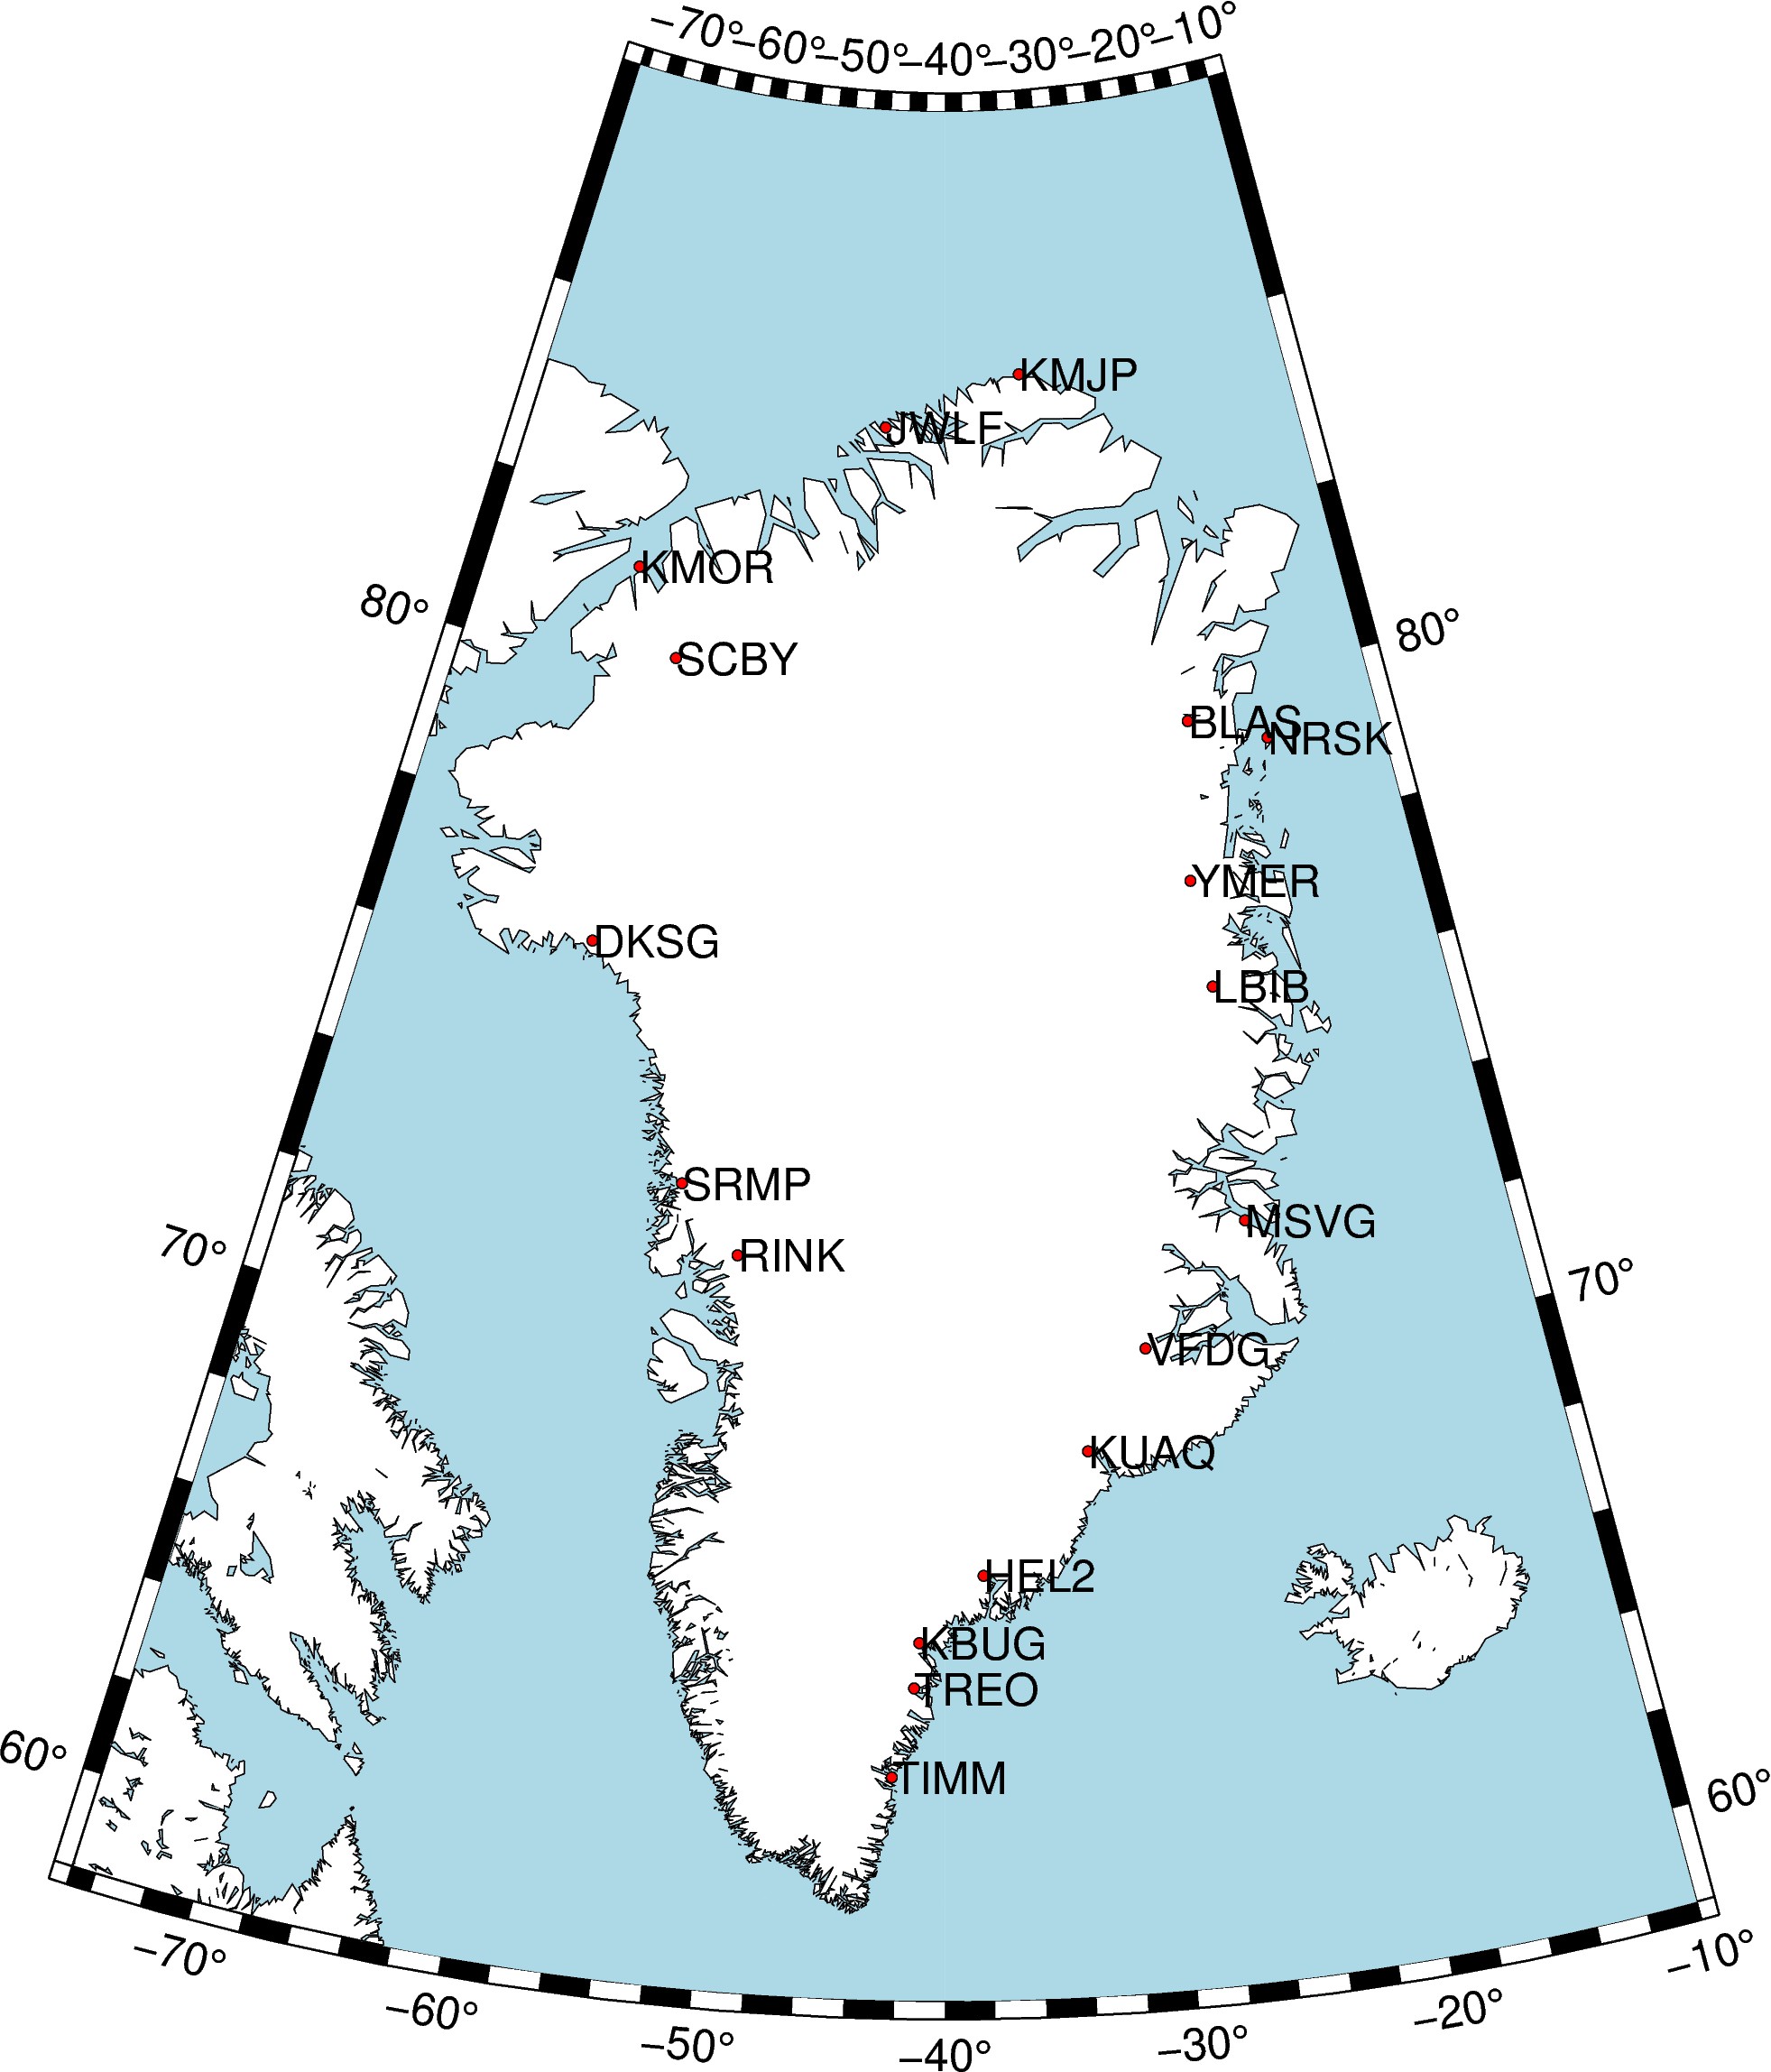 −70°
−60°
−50°
−40°
−30°
−20°
−10°
KMJP
JWLF
KMOR
80°
80°
SCBY
BLAS
NRSK
YMER
DKSG
LBIB
SRMP
MSVG
70°
RINK
70°
VFDG
KUAQ
HEL2
KBUG
TREO
60°
TIMM
60°
−70°
−60°
−50°
−40°
−30°
−20°
−10°